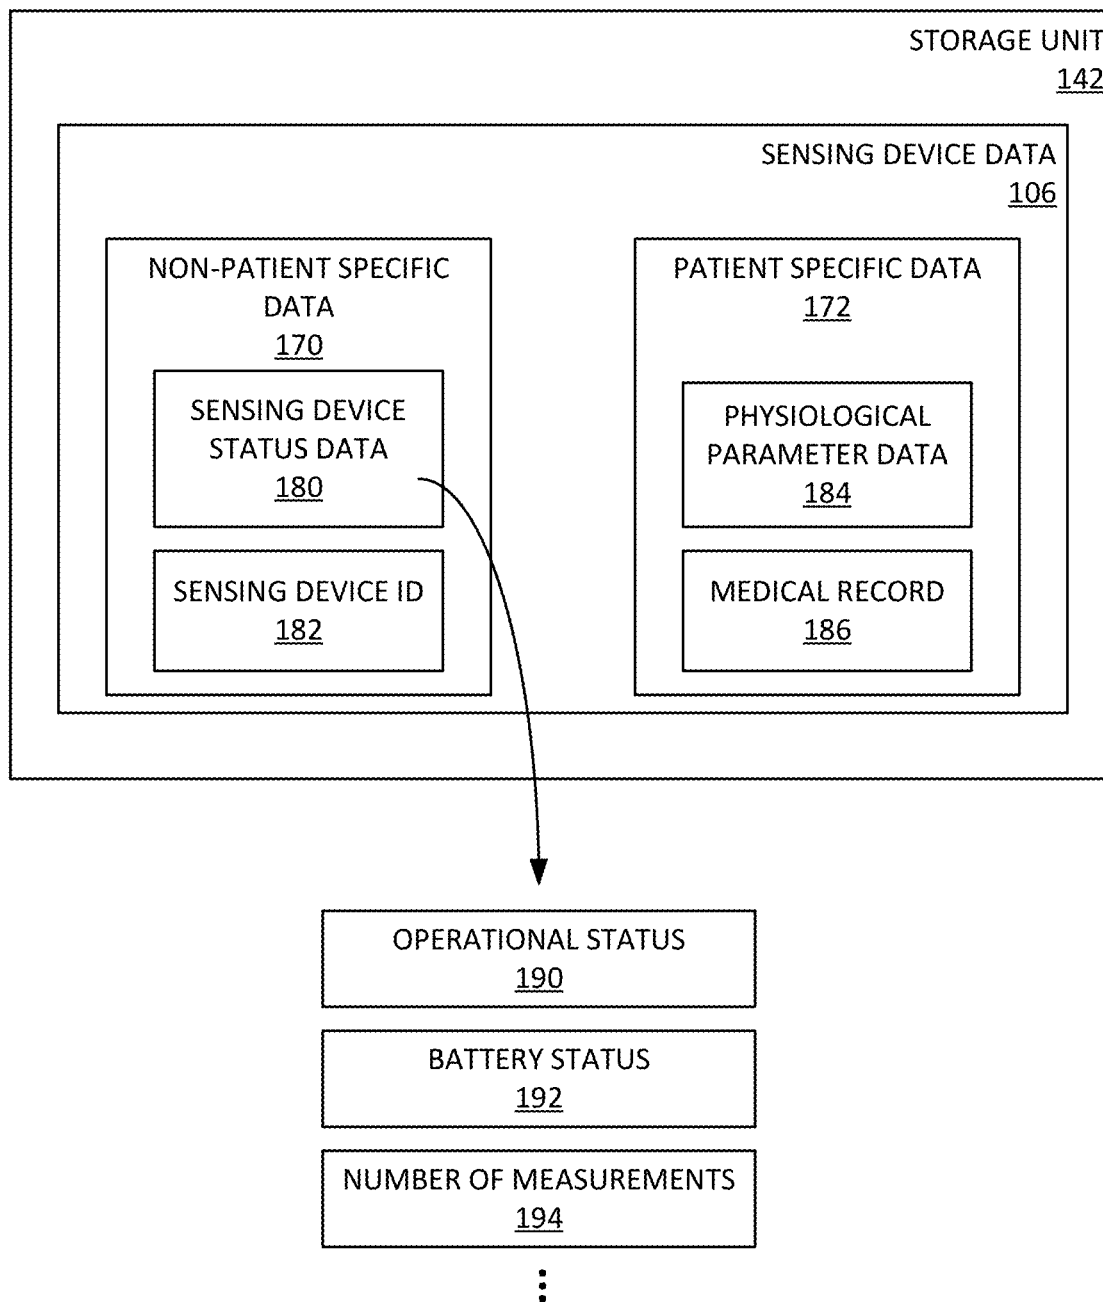 STORAGE UNIT
142
SENSING DEVICE DATA
106
NON-PATIENT SPECIFIC
DATA
170
SENSING DEVICE
STATUS DATA
180
SENSING DEVICE ID
182
PATIENT SPECIFIC DATA
172
PHYSIOLOGICAL
PARAMETER DATA
184
MEDICAL RECORD
186
OPERATIONAL STATUS
190
BATTERY STATUS
192
NUMBER OF MEASUREMENTS
194